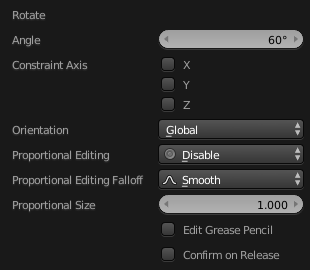 Rotate
Angle 60°
Constraint Axis X
Y
Z
Orientation Global
Proportional Editing Disable
Proportional Editing Falloff Smooth
Proportional Size 1.000
Edit Grease Pencil
Confirm on Release